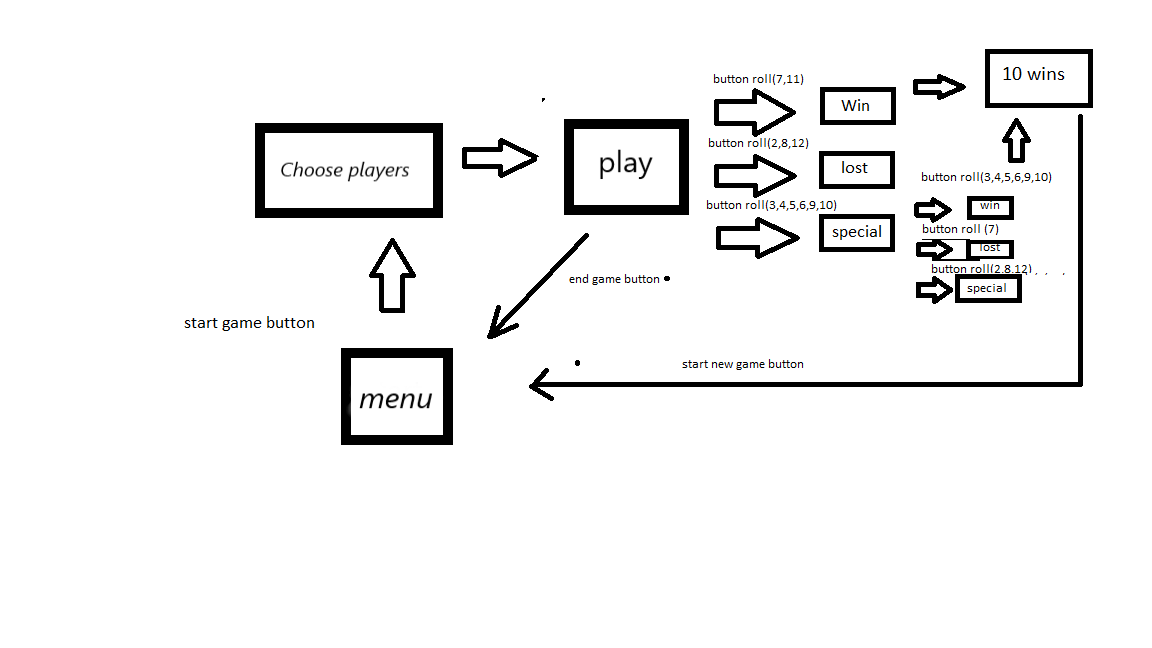 button roll(7,11)
10 wins
Win
button roll(2,8,12)
Choose players
play
lost
button roll(3,4,5,6,9,10)
button roll(3,4,5,6,9,10)
win
special
button roll (7)
lost
button roll(2,8,12)
special
end game button
start game button
start new game button
menu